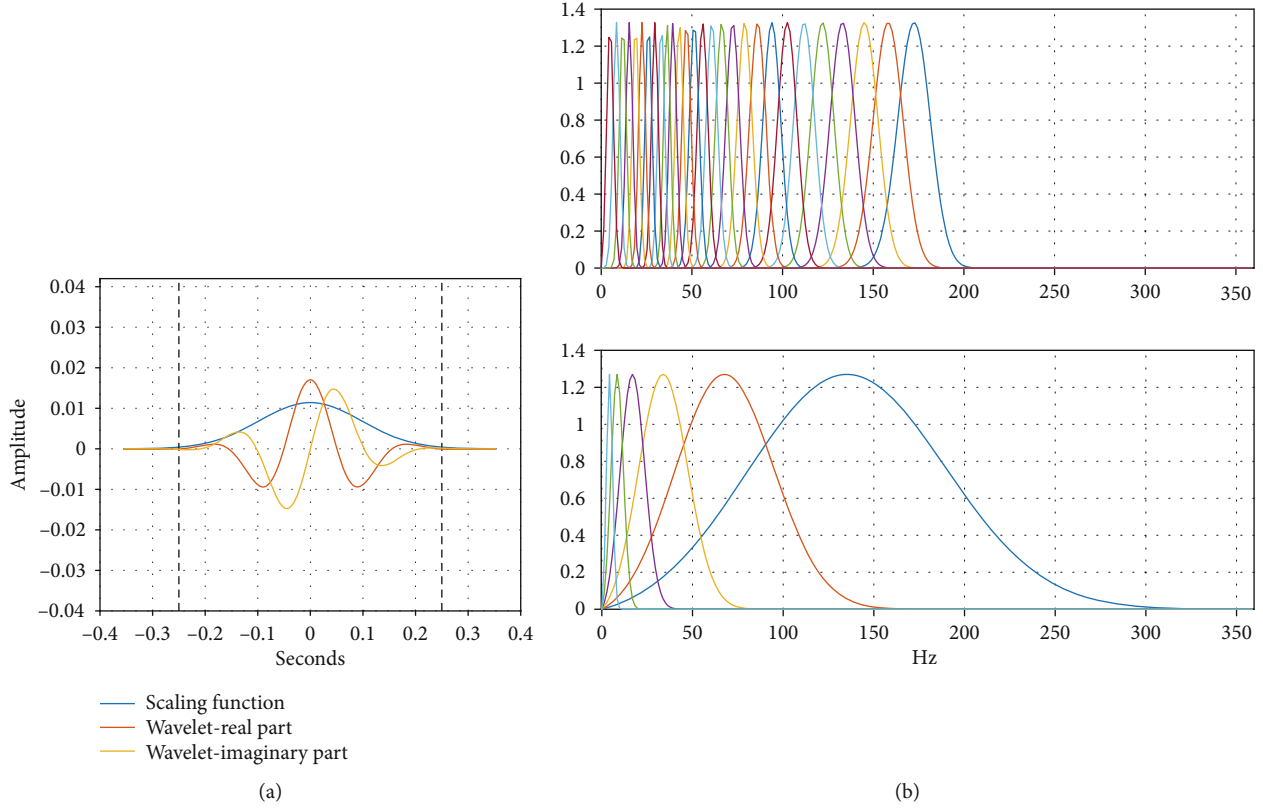 1.4
1.2
1
0.8
0.6
0.4
0.2
0
0 50 100 150 200 250 300 350
0.04
0.03
0.02
0.01
0
−0.01
−0.02
−0.03
−0.04
Amplitude
−0.4 −0.3 −0.2 −0.1 0 0.1 0.2 0.3 0.4
Seconds
Scaling function
Wavelet-real part
Wavelet-imaginary part
(a)
1.4
1.2
1
0.8
0.6
0.4
0.2
0
0 50 100 150 200 250 300 350
Hz
(b)